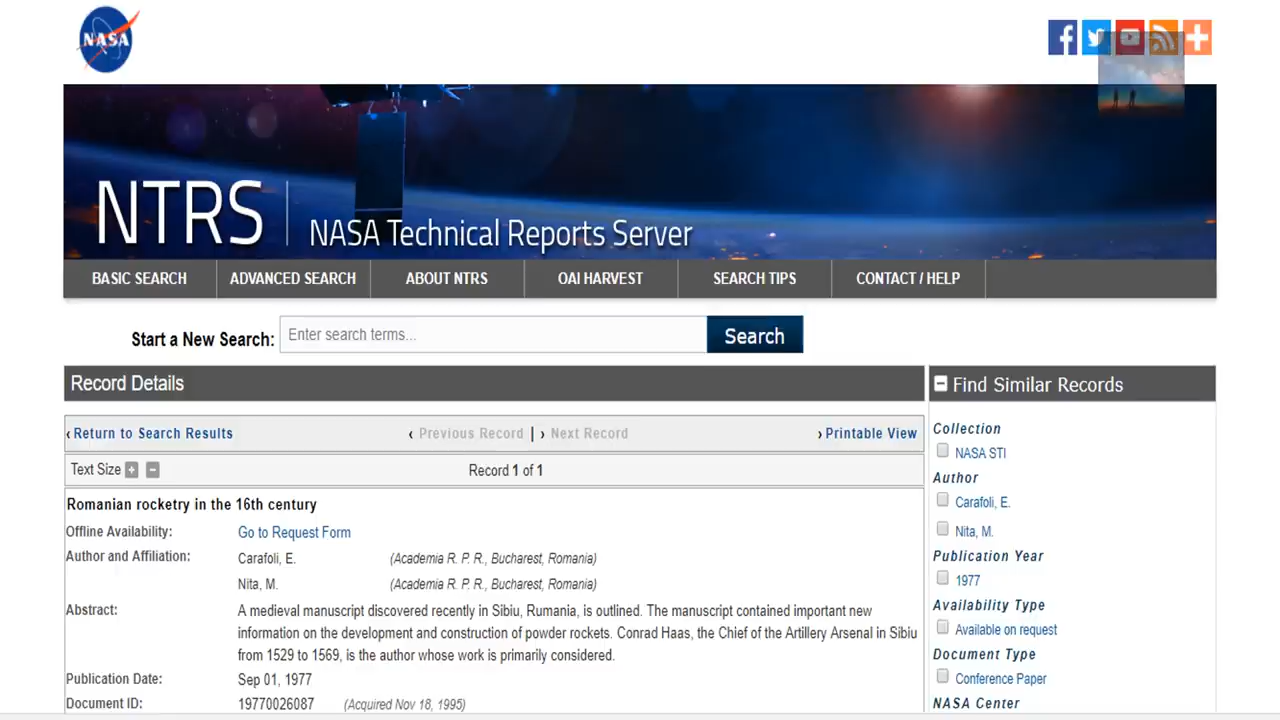 NASA
NTRS
NASA Technical Reports Server
BASIC SEARCH ADVANCED SEARCH ABOUT NTRS OAI HARVEST SEARCH TIPS CONTACT / HELP
Start a New Search: Enter search terms... Search
Record Details
‹ Return to Search Results ‹ Previous Record | › Next Record › Printable View
Text Size + − Record 1 of 1
Romanian rocketry in the 16th century
Offline Availability: Go to Request Form
Author and Affiliation: Carafoli, E. (Academia R. P. R., Bucharest, Romania)
Nita, M. (Academia R. P. R., Bucharest, Romania)
Abstract: A medieval manuscript discovered recently in Sibiu, Rumania, is outlined. The manuscript contained important new
information on the development and construction of powder rockets. Conrad Haas, the Chief of the Artillery Arsenal in Sibiu
from 1529 to 1569, is the author whose work is primarily considered.
Publication Date: Sep 01, 1977
Document ID: 19770026087 (Acquired Nov 18, 1995)
Find Similar Records
Collection
NASA STI
Author
Carafoli, E.
Nita, M.
Publication Year
1977
Availability Type
Available on request
Document Type
Conference Paper
NASA Center